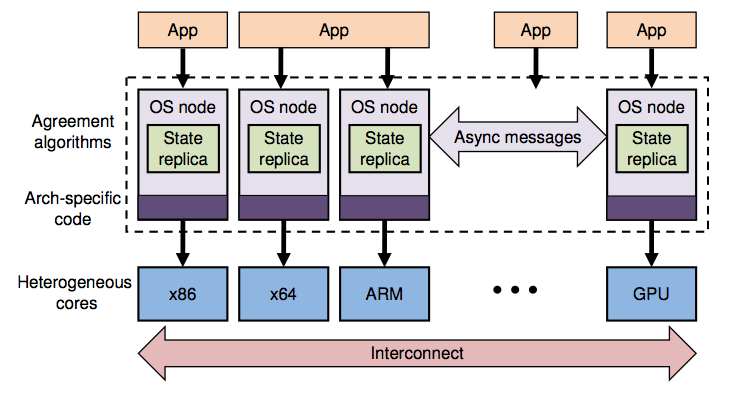 App
App
App
App
OS node
OS node
OS node
OS node
Agreement
algorithms
State
replica
State
replica
State
replica
Async messages
State
replica
Arch-specific
code
Heterogeneous
cores
x86
x64
ARM
GPU
Interconnect